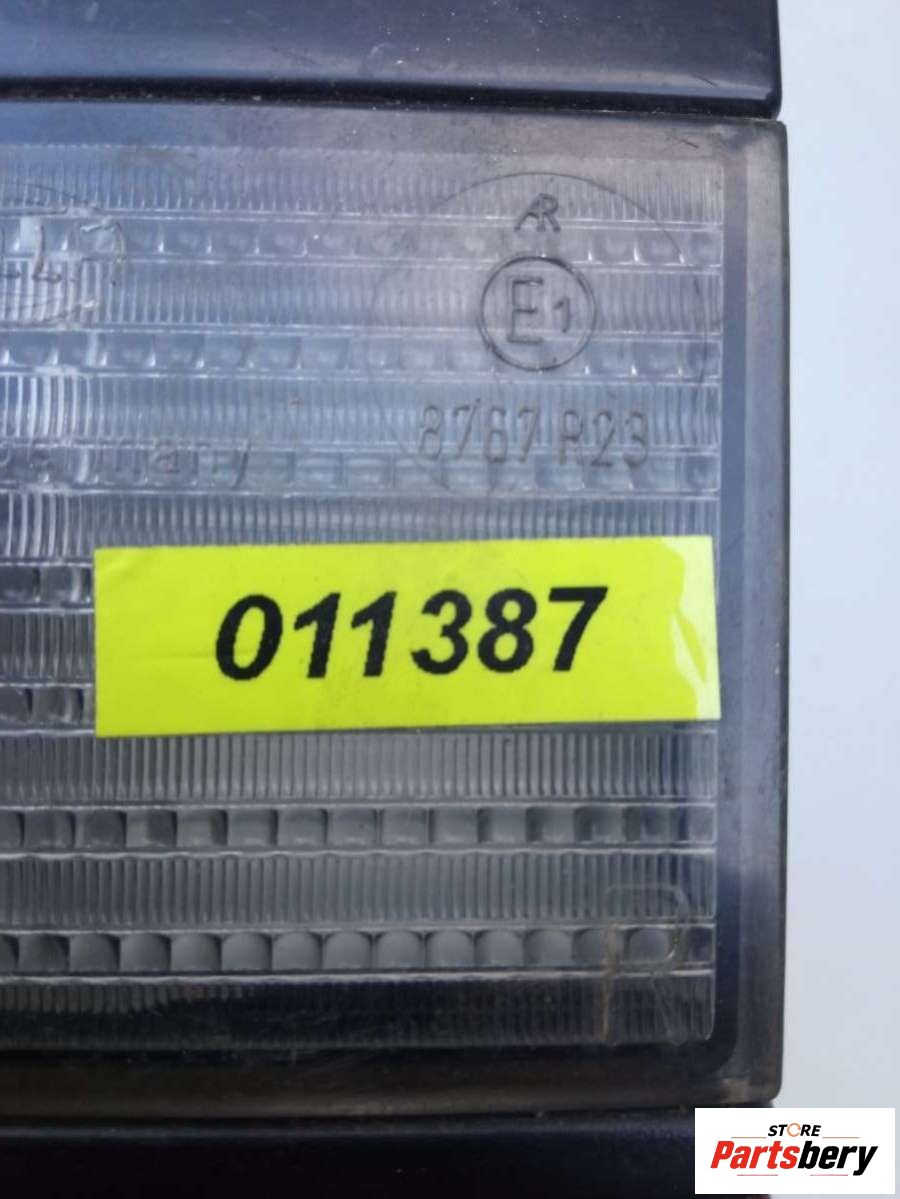 AR
E1
8767 R23
011387
R
STORE
Partsbery